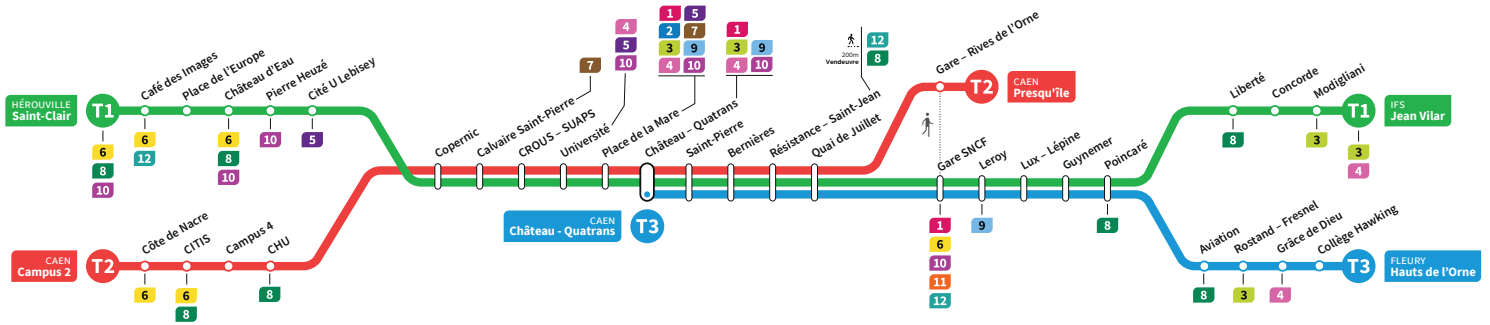 HÉROUVILLE
Saint-Clair
T1
6
8
10
Café des Images
6
12
Place de l'Europe
Château d'Eau
6
8
10
Pierre Heuzé
10
Cité U Lebisey
5
CAEN
Campus 2
T2
Côte de Nacre
6
CITIS
6
8
Campus 4
CHU
8
Copernic
Calvaire Saint-Pierre
7
CROUS – SUAPS
Université
4
5
10
Place de la Mare
1 5
2 7
3 9
4 10
Château – Quatrans
1
3 9
4 10
CAEN
Château - Quatrans
T3
Saint-Pierre
Bernières
Résistance – Saint-Jean
200m
Vendeuvre
12
8
Quai de Juillet
Gare – Rives de l'Orne
T2
CAEN
Presqu'île
Gare SNCF
1
6
10
11
12
Leroy
9
Lux – Lépine
Guynemer
Poincaré
8
Liberté
8
Concorde
Modigliani
3
T1
IFS
Jean Vilar
3
4
Aviation
8
Rostand – Fresnel
3
Grâce de Dieu
4
Collège Hawking
T3
FLEURY
Hauts de l'Orne